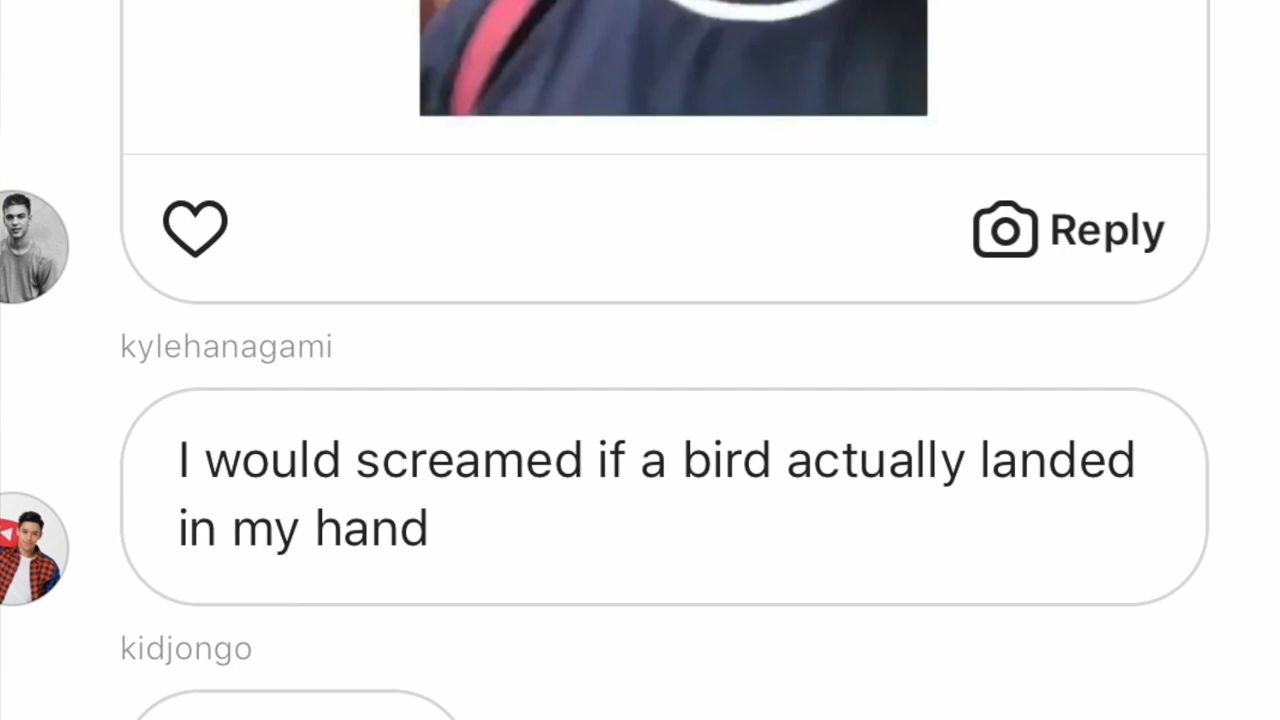 Reply
kylehanagami
I would screamed if a bird actually landed
in my hand
kidjongo